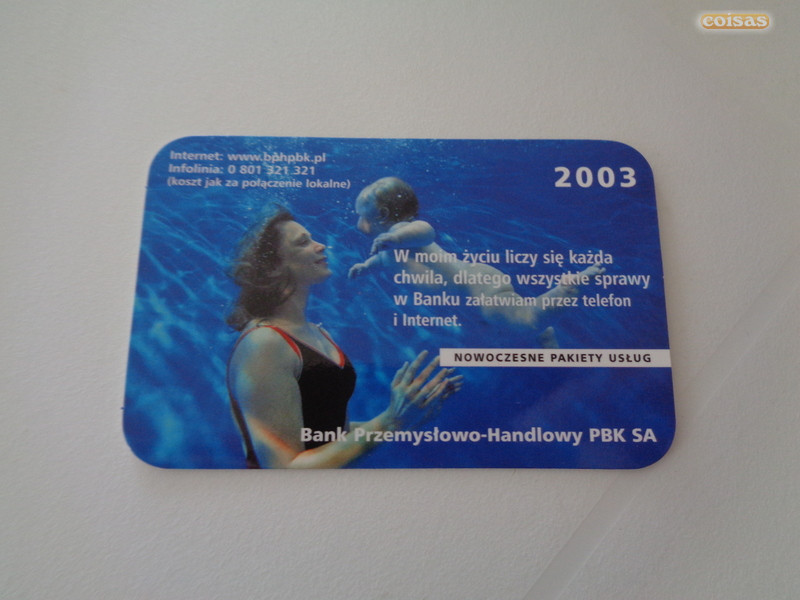 coisas
Internet: www.bphpbk.pl
Infolinia: 0 801 321 321
(koszt jak za połączenie lokalne)
2003
W moim życiu liczy się każda
chwila, dlatego wszystkie sprawy
w Banku załatwiam przez telefon
i Internet.
NOWOCZESNE PAKIETY USŁUG
Bank Przemysłowo-Handlowy PBK SA